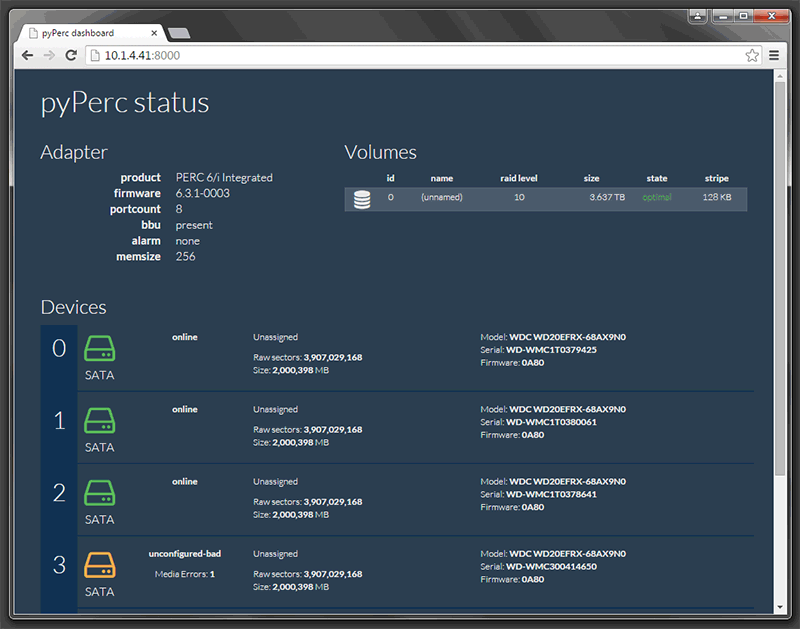 pyPerc dashboard
10.1.4.41:8000
pyPerc status
Adapter
product PERC 6/i Integrated
firmware 6.3.1-0003
portcount 8
bbu present
alarm none
memsize 256
Volumes
id name raid level size state stripe
0 (unnamed) 10 3.637 TB optimal 128 KB
Devices
0
SATA
online
Unassigned
Raw sectors: 3,907,029,168
Size: 2,000,398 MB
Model: WDC WD20EFRX-68AX9N0
Serial: WD-WMC1T0379425
Firmware: 0A80
1
SATA
online
Unassigned
Raw sectors: 3,907,029,168
Size: 2,000,398 MB
Model: WDC WD20EFRX-68AX9N0
Serial: WD-WMC1T0380061
Firmware: 0A80
2
SATA
online
Unassigned
Raw sectors: 3,907,029,168
Size: 2,000,398 MB
Model: WDC WD20EFRX-68AX9N0
Serial: WD-WMC1T0378641
Firmware: 0A80
3
SATA
unconfigured-bad
Media Errors: 1
Unassigned
Raw sectors: 3,907,029,168
Size: 2,000,398 MB
Model: WDC WD20EFRX-68AX9N0
Serial: WD-WMC300414650
Firmware: 0A80